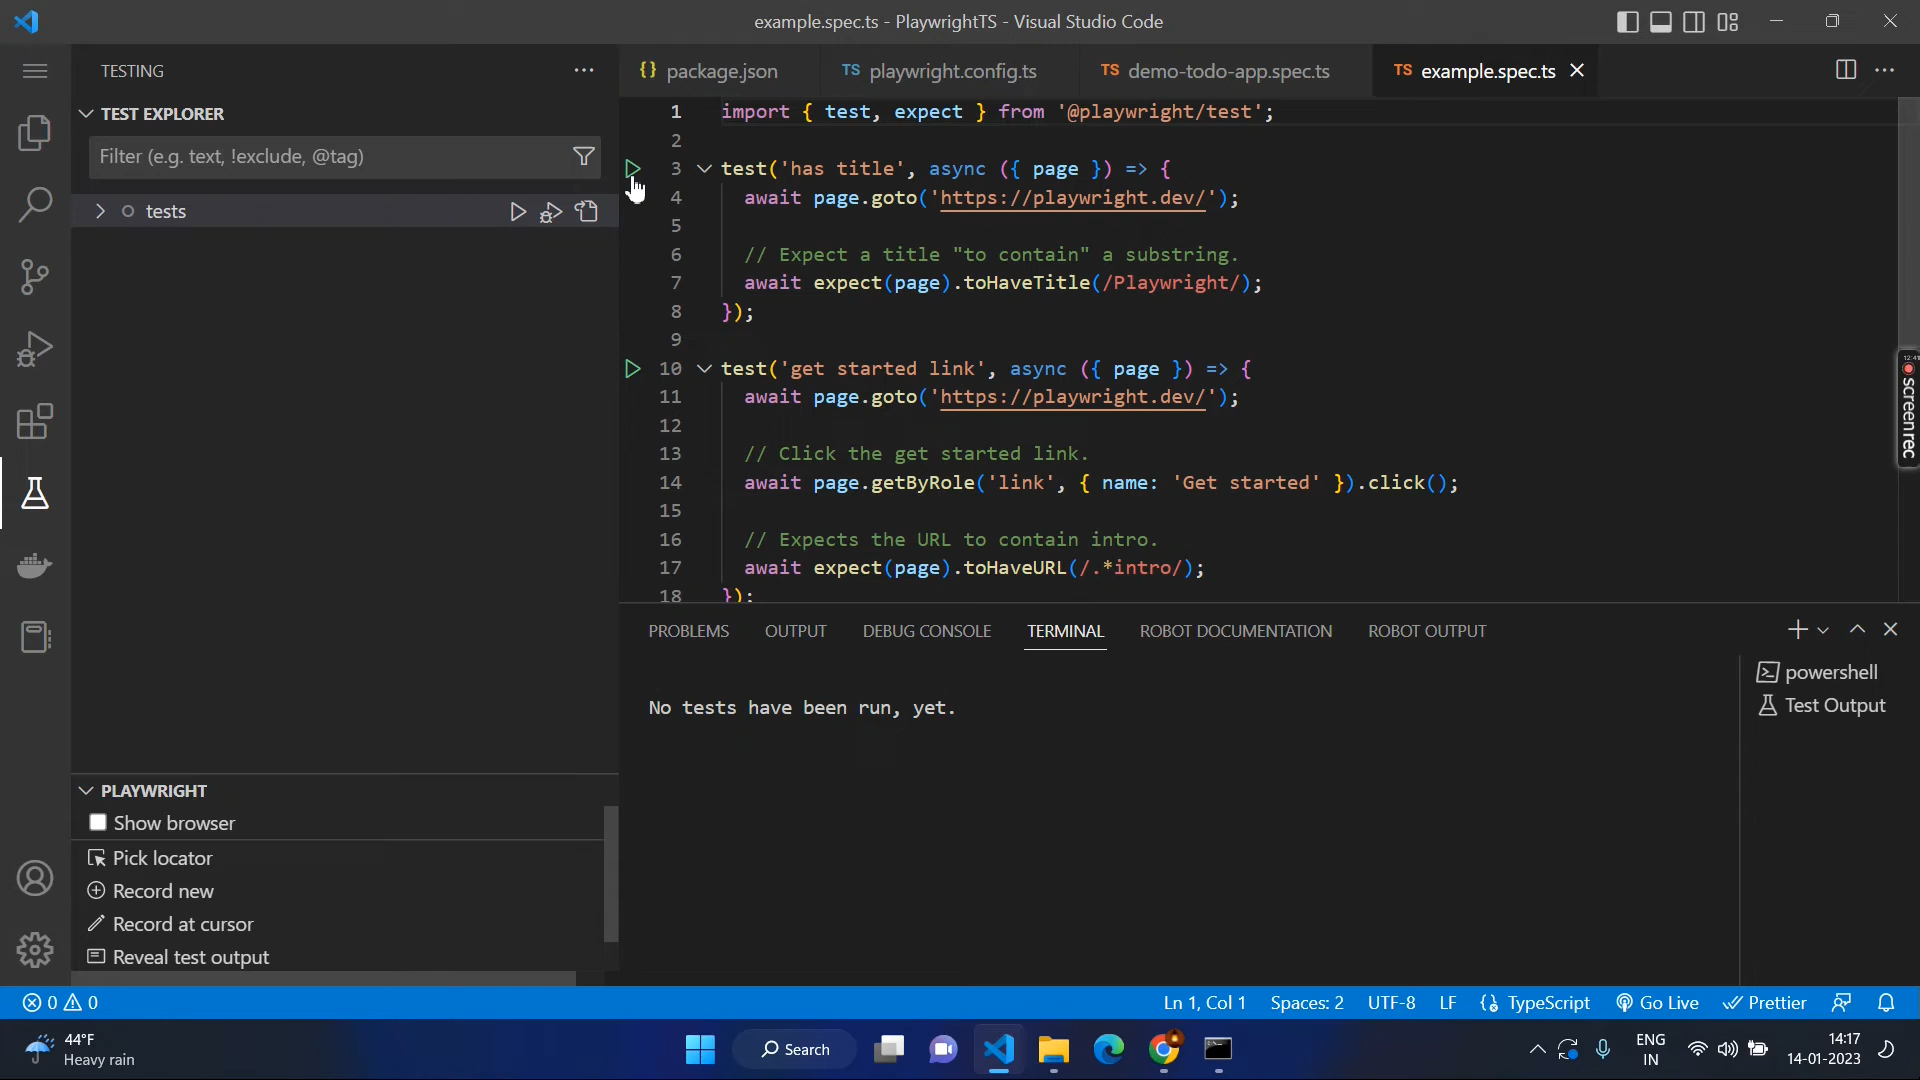 example.spec.ts - PlaywrightTS - Visual Studio Code
TESTING
TEST EXPLORER
Filter (e.g. text, !exclude, @tag)
tests
{} package.json
TS playwright.config.ts
TS demo-todo-app.spec.ts
TS example.spec.ts
1 import { test, expect } from '@playwright/test';
2
3 test('has title', async ({ page }) => {
4 await page.goto('https://playwright.dev/');
5
6 // Expect a title "to contain" a substring.
7 await expect(page).toHaveTitle(/Playwright/);
8 });
9
10 test('get started link', async ({ page }) => {
11 await page.goto('https://playwright.dev/');
12
13 // Click the get started link.
14 await page.getByRole('link', { name: 'Get started' }).click();
15
16 // Expects the URL to contain intro.
17 await expect(page).toHaveURL(/.*intro/);
18 });
12:41
screenrec
PROBLEMS OUTPUT DEBUG CONSOLE TERMINAL ROBOT DOCUMENTATION ROBOT OUTPUT
No tests have been run, yet.
powershell
Test Output
PLAYWRIGHT
Show browser
Pick locator
Record new
Record at cursor
Reveal test output
0 0 Ln 1, Col 1 Spaces: 2 UTF-8 LF {} TypeScript Go Live Prettier
44°F
Heavy rain
Search
ENG
IN
14:17
14-01-2023